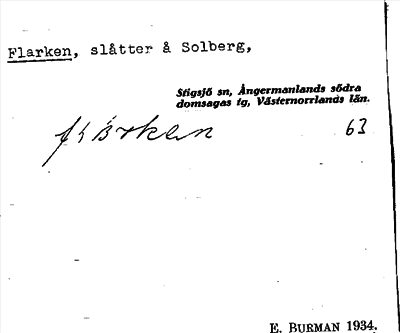 Flarken, slåtter å Solberg,
Stigsjö sn, Ångermanlands södra
domsagas tg, Västernorrlands län.
63
E. BURMAN 1934.